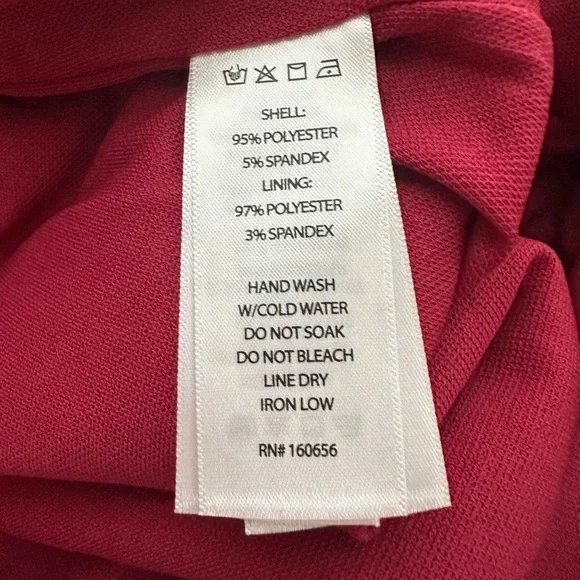 SHELL:
95% POLYESTER
5% SPANDEX
LINING:
97% POLYESTER
3% SPANDEX
HAND WASH
W/COLD WATER
DO NOT SOAK
DO NOT BLEACH
LINE DRY
IRON LOW
RN# 160656